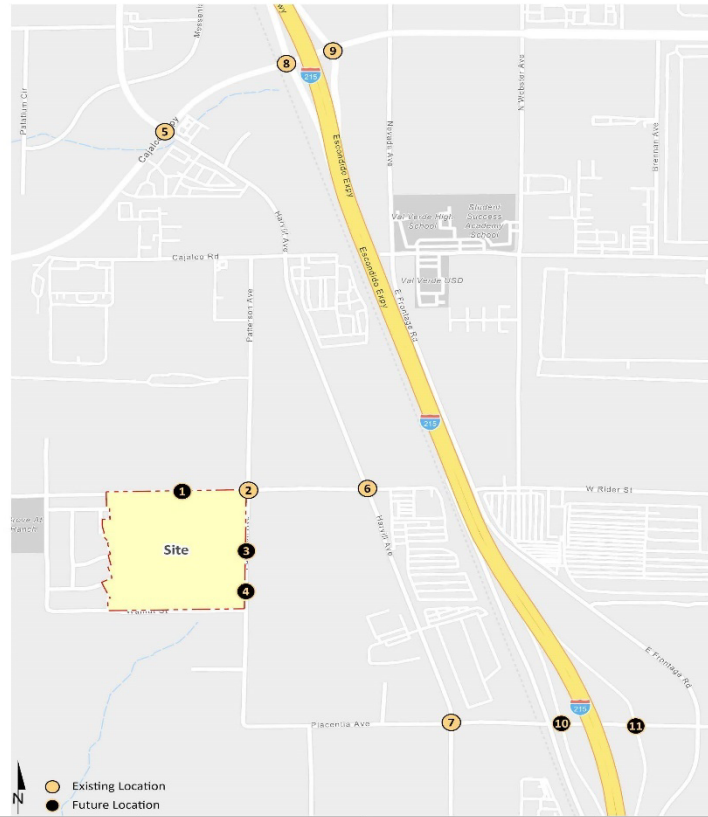 9
8
215
5
Patalum Cir
Cajalco
N Webster Ave
Brennan Ave
Nevada Ave
Escondido Expy
Val Verde High
School
Student
Success
Academy
School
Harvill Ave
Cajalco Rd
Escondido Expy
Val Verde USD
E Frontage Rd
Patterson Ave
215
1
2
6
W Rider St
Site
3
Harvill Ave
4
E Frontage Rd
215
7
Placentia Ave
10
11
N
Existing Location
Future Location